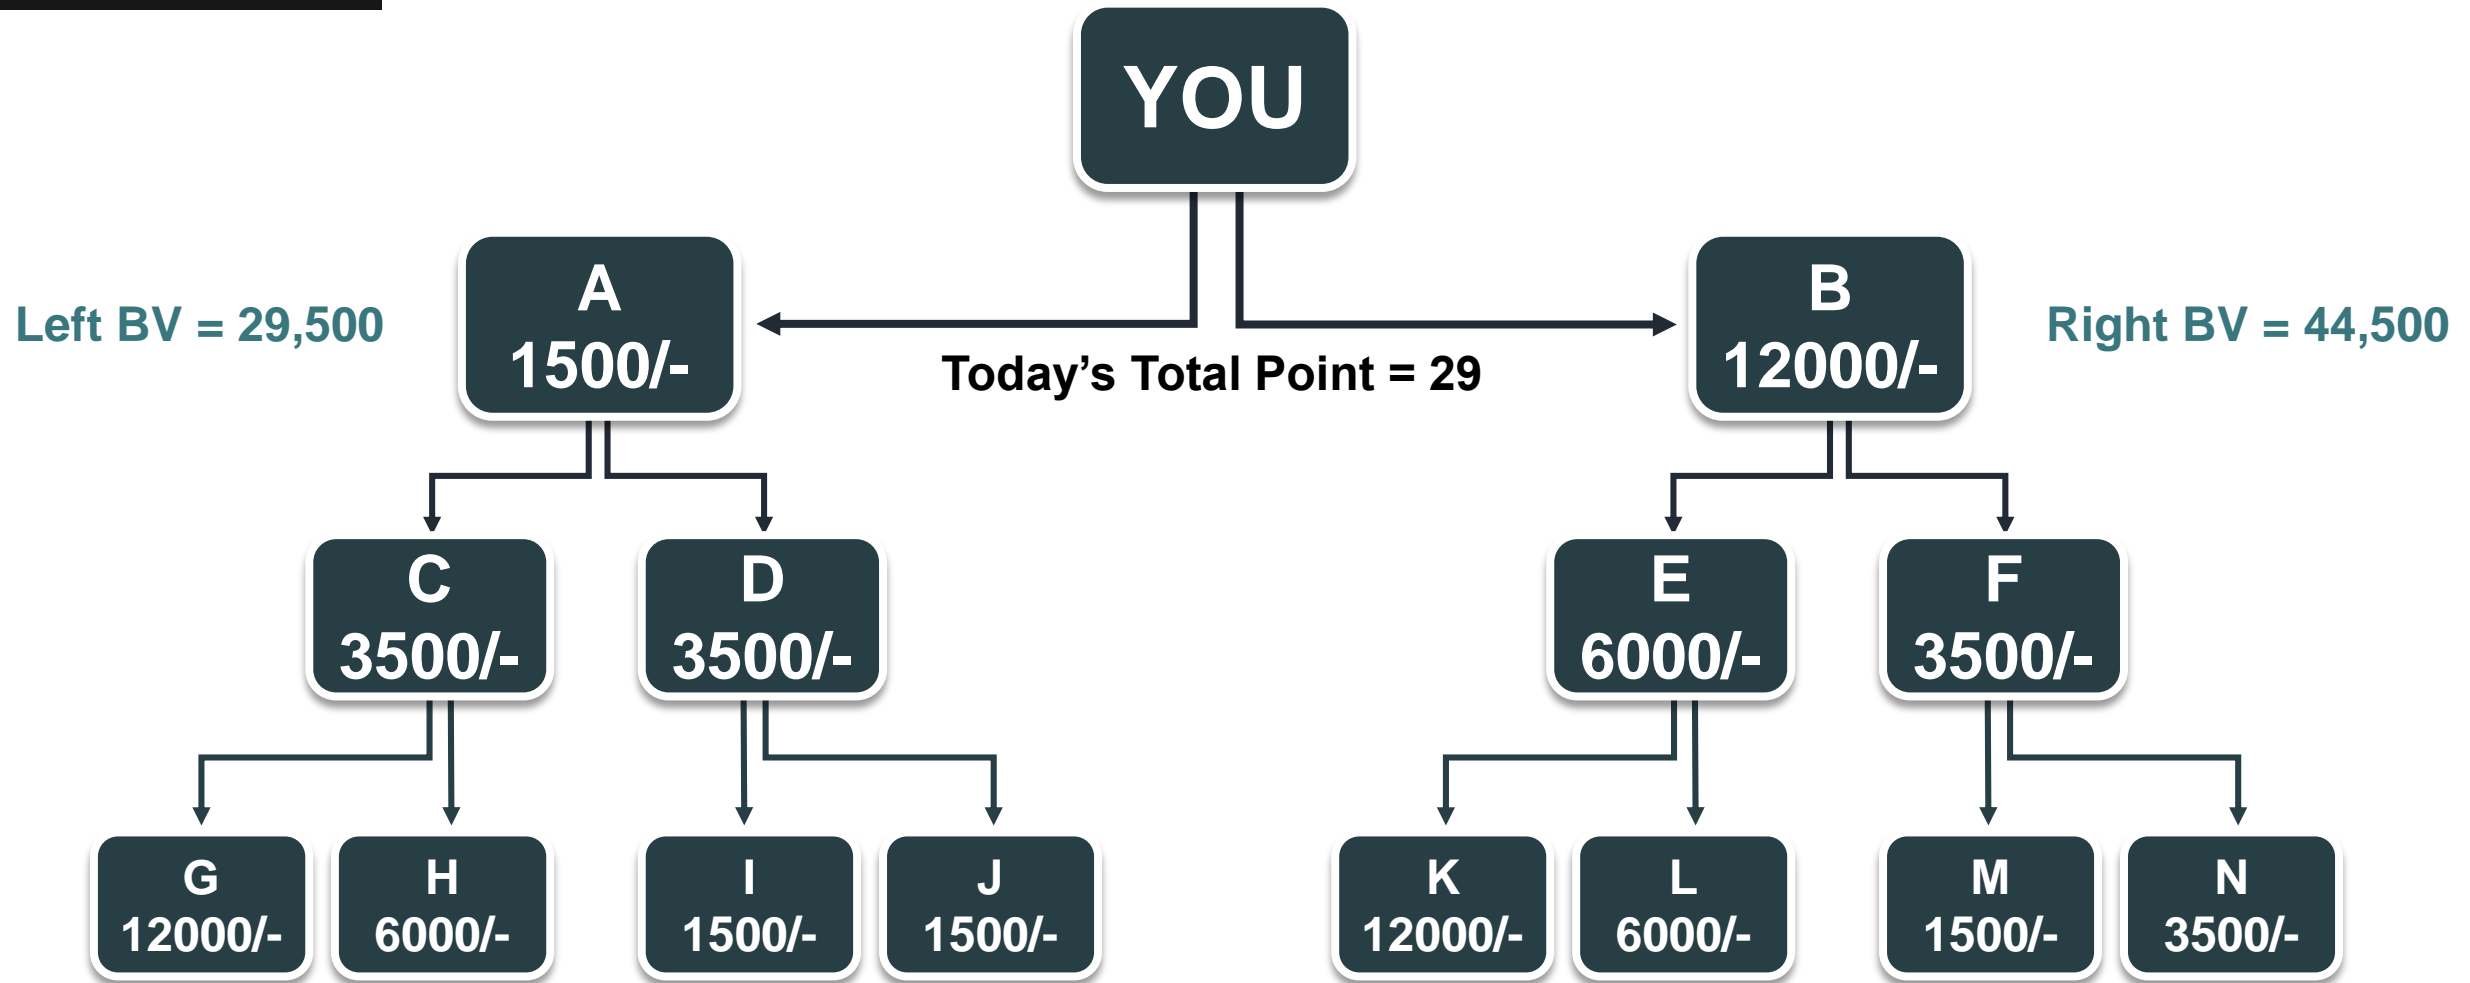 YOU
A
1500/-
B
12000/-
Left BV = 29,500
Right BV = 44,500
Today’s Total Point = 29
C
3500/-
D
3500/-
E
6000/-
F
3500/-
G
12000/-
H
6000/-
I
1500/-
J
1500/-
K
12000/-
L
6000/-
M
1500/-
N
3500/-